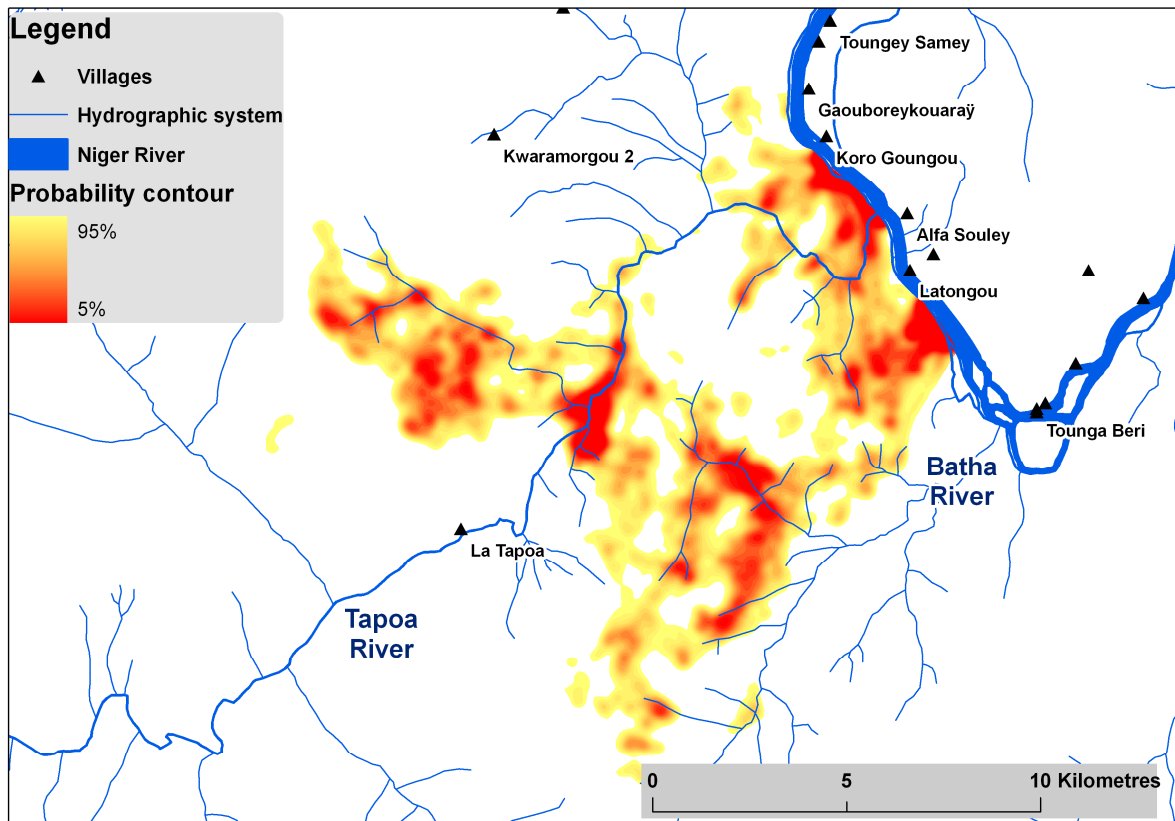 Legend
Villages
Hydrographic system
Niger River
Probability contour
95%
5%
Toungey Samey
Gaouboreykouaraÿ
Kwaramorgou 2
Koro Goungou
Alfa Souley
Latongou
Tounga Beri
Batha
River
La Tapoa
Tapoa
River
0 5 10 Kilometres